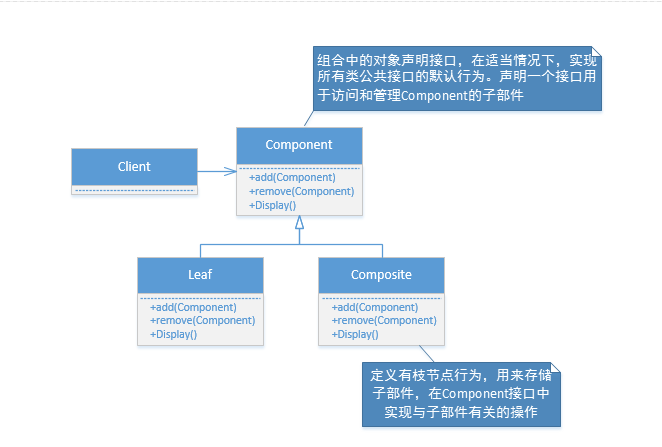 组合中的对象声明接口，在适当情况下，实现
所有类公共接口的默认行为。声明一个接口用
于访问和管理Component的子部件
Component
+add(Component)
+remove(Component)
+Display()
Client
Leaf
+add(Component)
+remove(Component)
+Display()
Composite
+add(Component)
+remove(Component)
+Display()
定义有枝节点行为，用来存储
子部件，在Component接口中
实现与子部件有关的操作